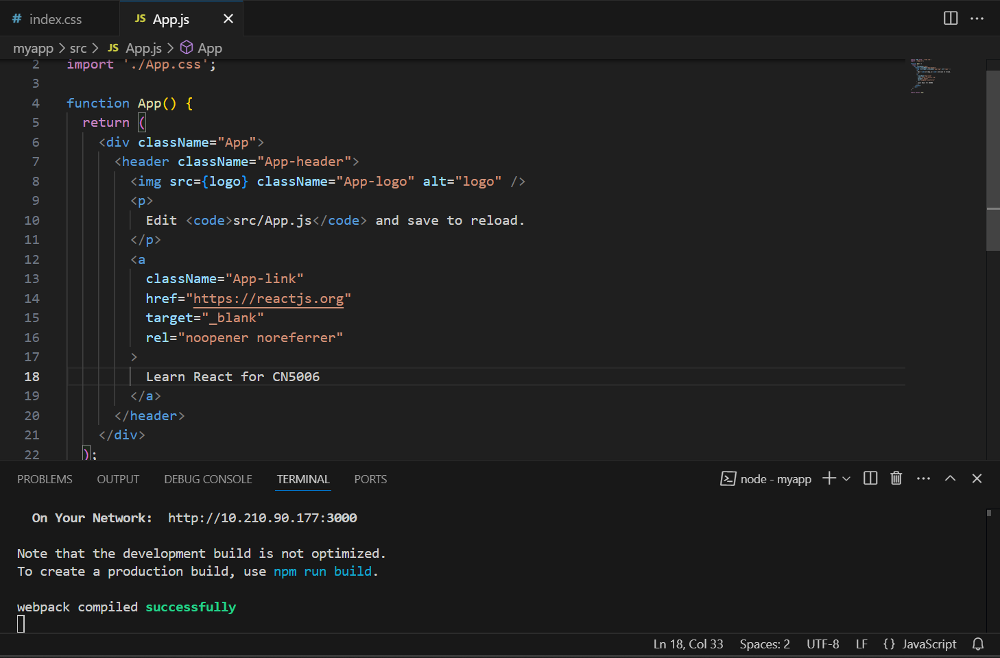 # index.css
JS App.js
myapp > src > JS App.js > App
2 import './App.css';
3
4 function App() {
5 return (
6 <div className="App">
7 <header className="App-header">
8 <img src={logo} className="App-logo" alt="logo" />
9 <p>
10 Edit <code>src/App.js</code> and save to reload.
11 </p>
12 <a
13 className="App-link"
14 href="https://reactjs.org"
15 target="_blank"
16 rel="noopener noreferrer"
17 >
18 Learn React for CN5006
19 </a>
20 </header>
21 </div>
22 );
PROBLEMS OUTPUT DEBUG CONSOLE TERMINAL PORTS
node - myapp
On Your Network: http://10.210.90.177:3000
Note that the development build is not optimized.
To create a production build, use npm run build.
webpack compiled successfully
Ln 18, Col 33 Spaces: 2 UTF-8 LF {} JavaScript